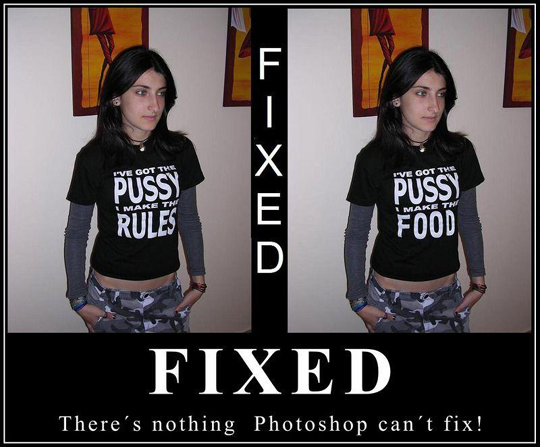 I'VE GOT THE
PUSSY
I MAKE THE
RULES
FIXED
I'VE GOT THE
PUSSY
I MAKE THE
FOOD
FIXED
There´s nothing Photoshop can´t fix!